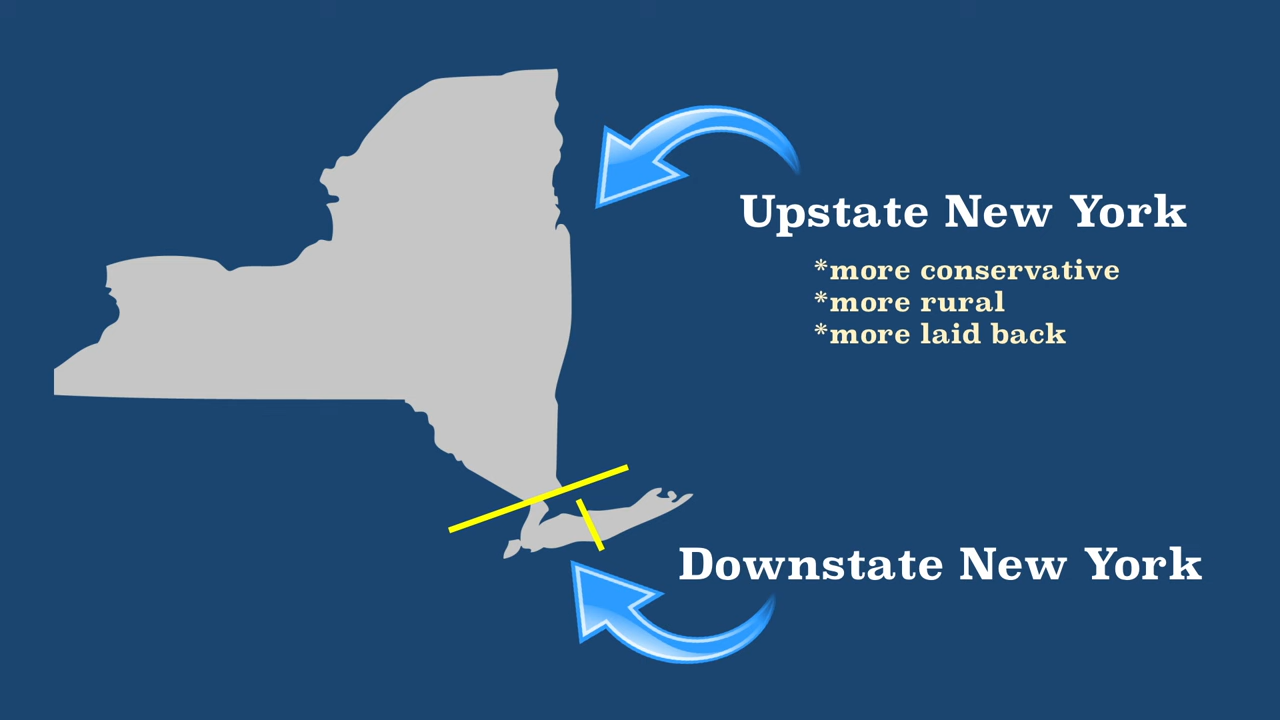 Upstate New York
*more conservative
*more rural
*more laid back
Downstate New York